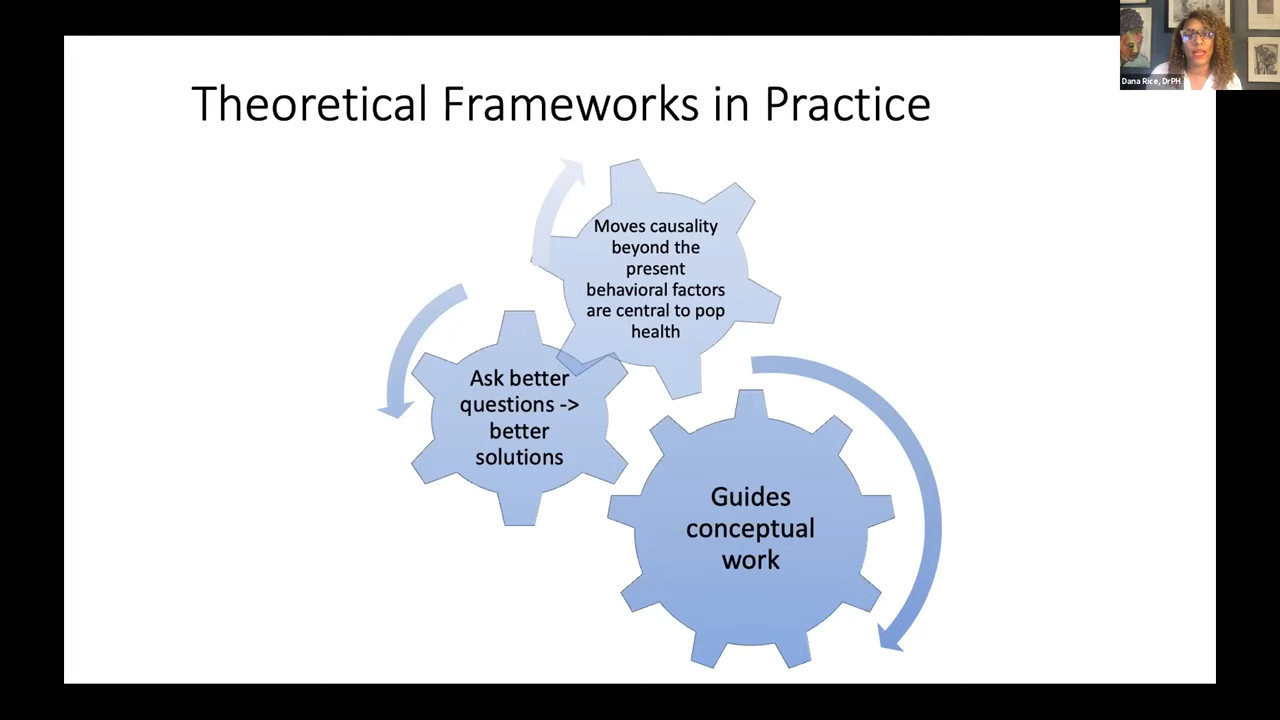 Theoretical Frameworks in Practice
Dana Rice, DrPH
Moves causality
beyond the
present
behavioral factors
are central to pop
health
Ask better
questions ->
better
solutions
Guides
conceptual
work